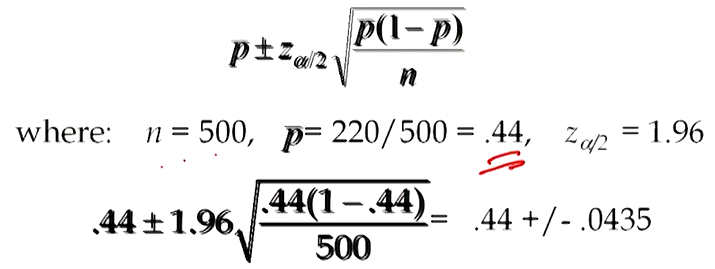 p ± z_{α/2} √(p(1 – p) / n)
where: n = 500, p = 220/500 = .44, z_{α/2} = 1.96
.44 ± 1.96 √(.44(1 – .44) / 500) = .44 +/- .0435